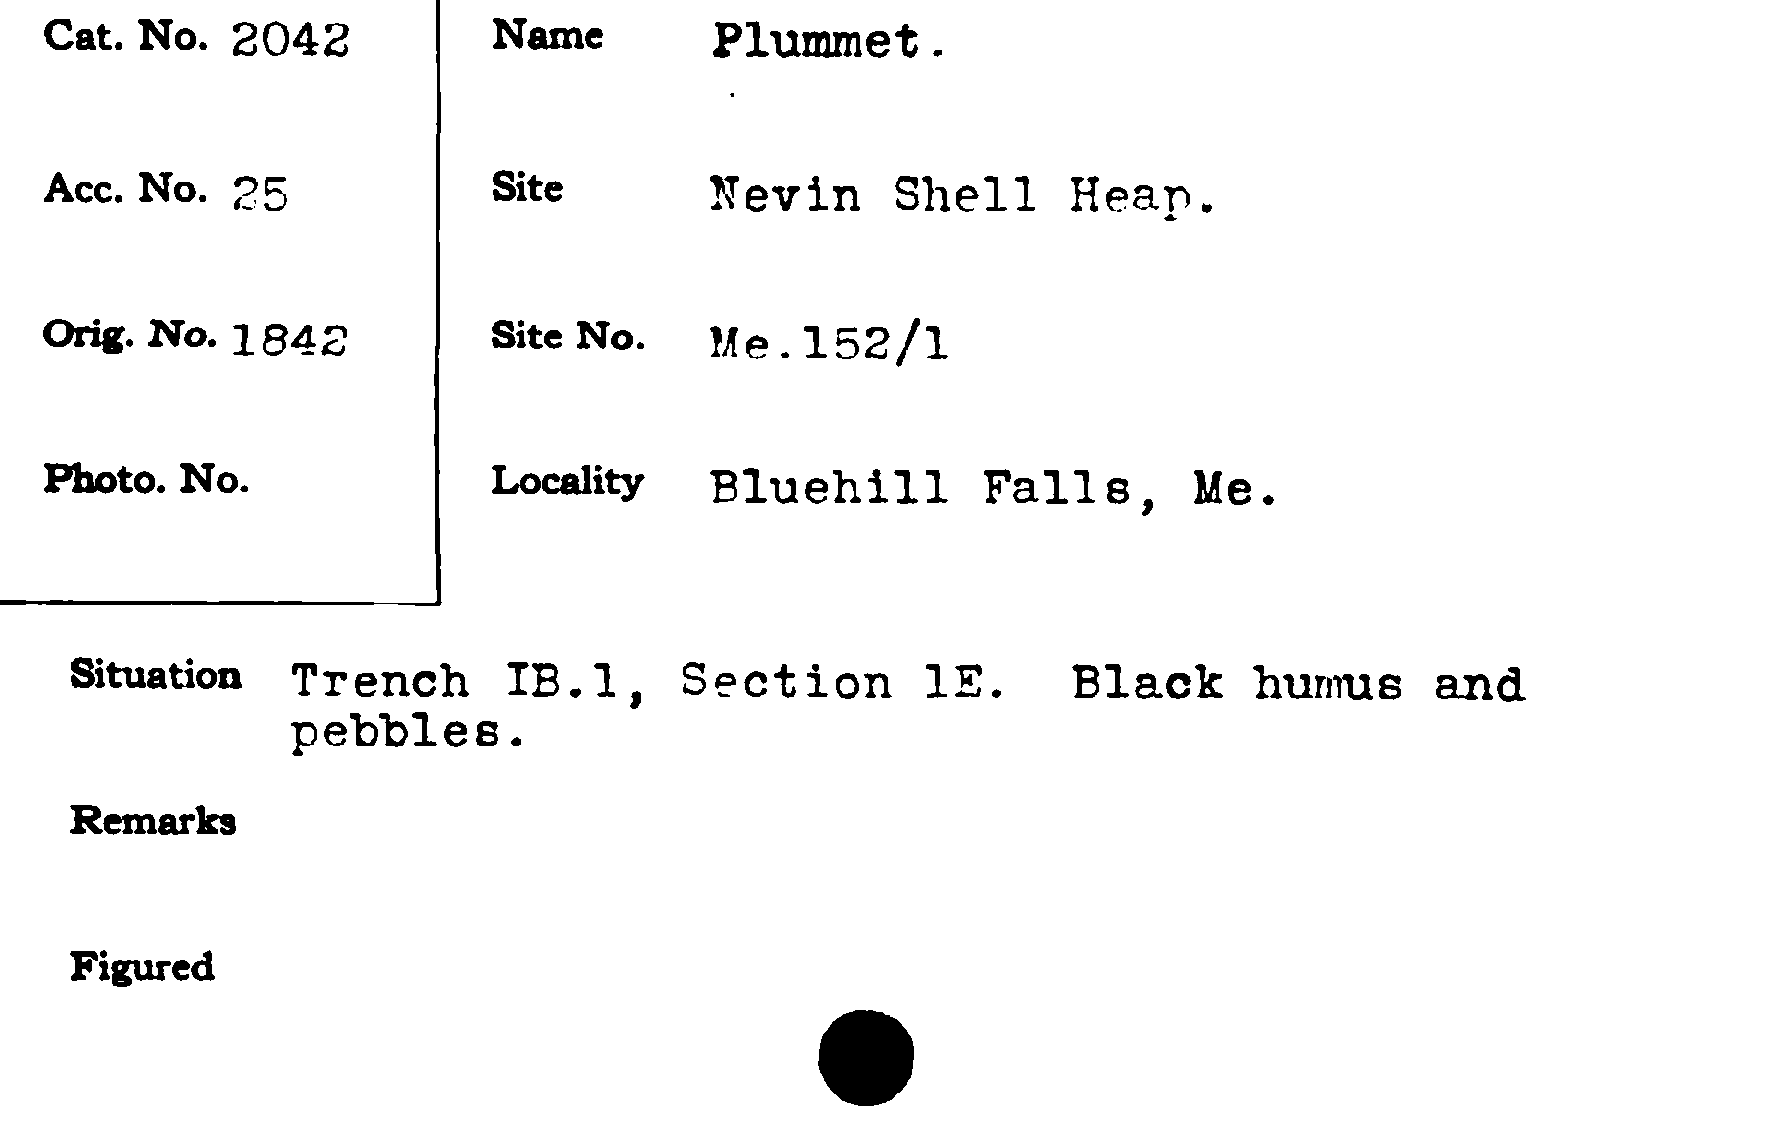 Cat. No. 2042
Name Plummet.
Acc. No. 25
Site Nevin Shell Heap.
Orig. No. 1842
Site No. Me.152/1
Photo. No.
Locality Bluehill Falls, Me.
Situation Trench IB.1, Section 1E. Black humus and
pebbles.
Remarks
Figured